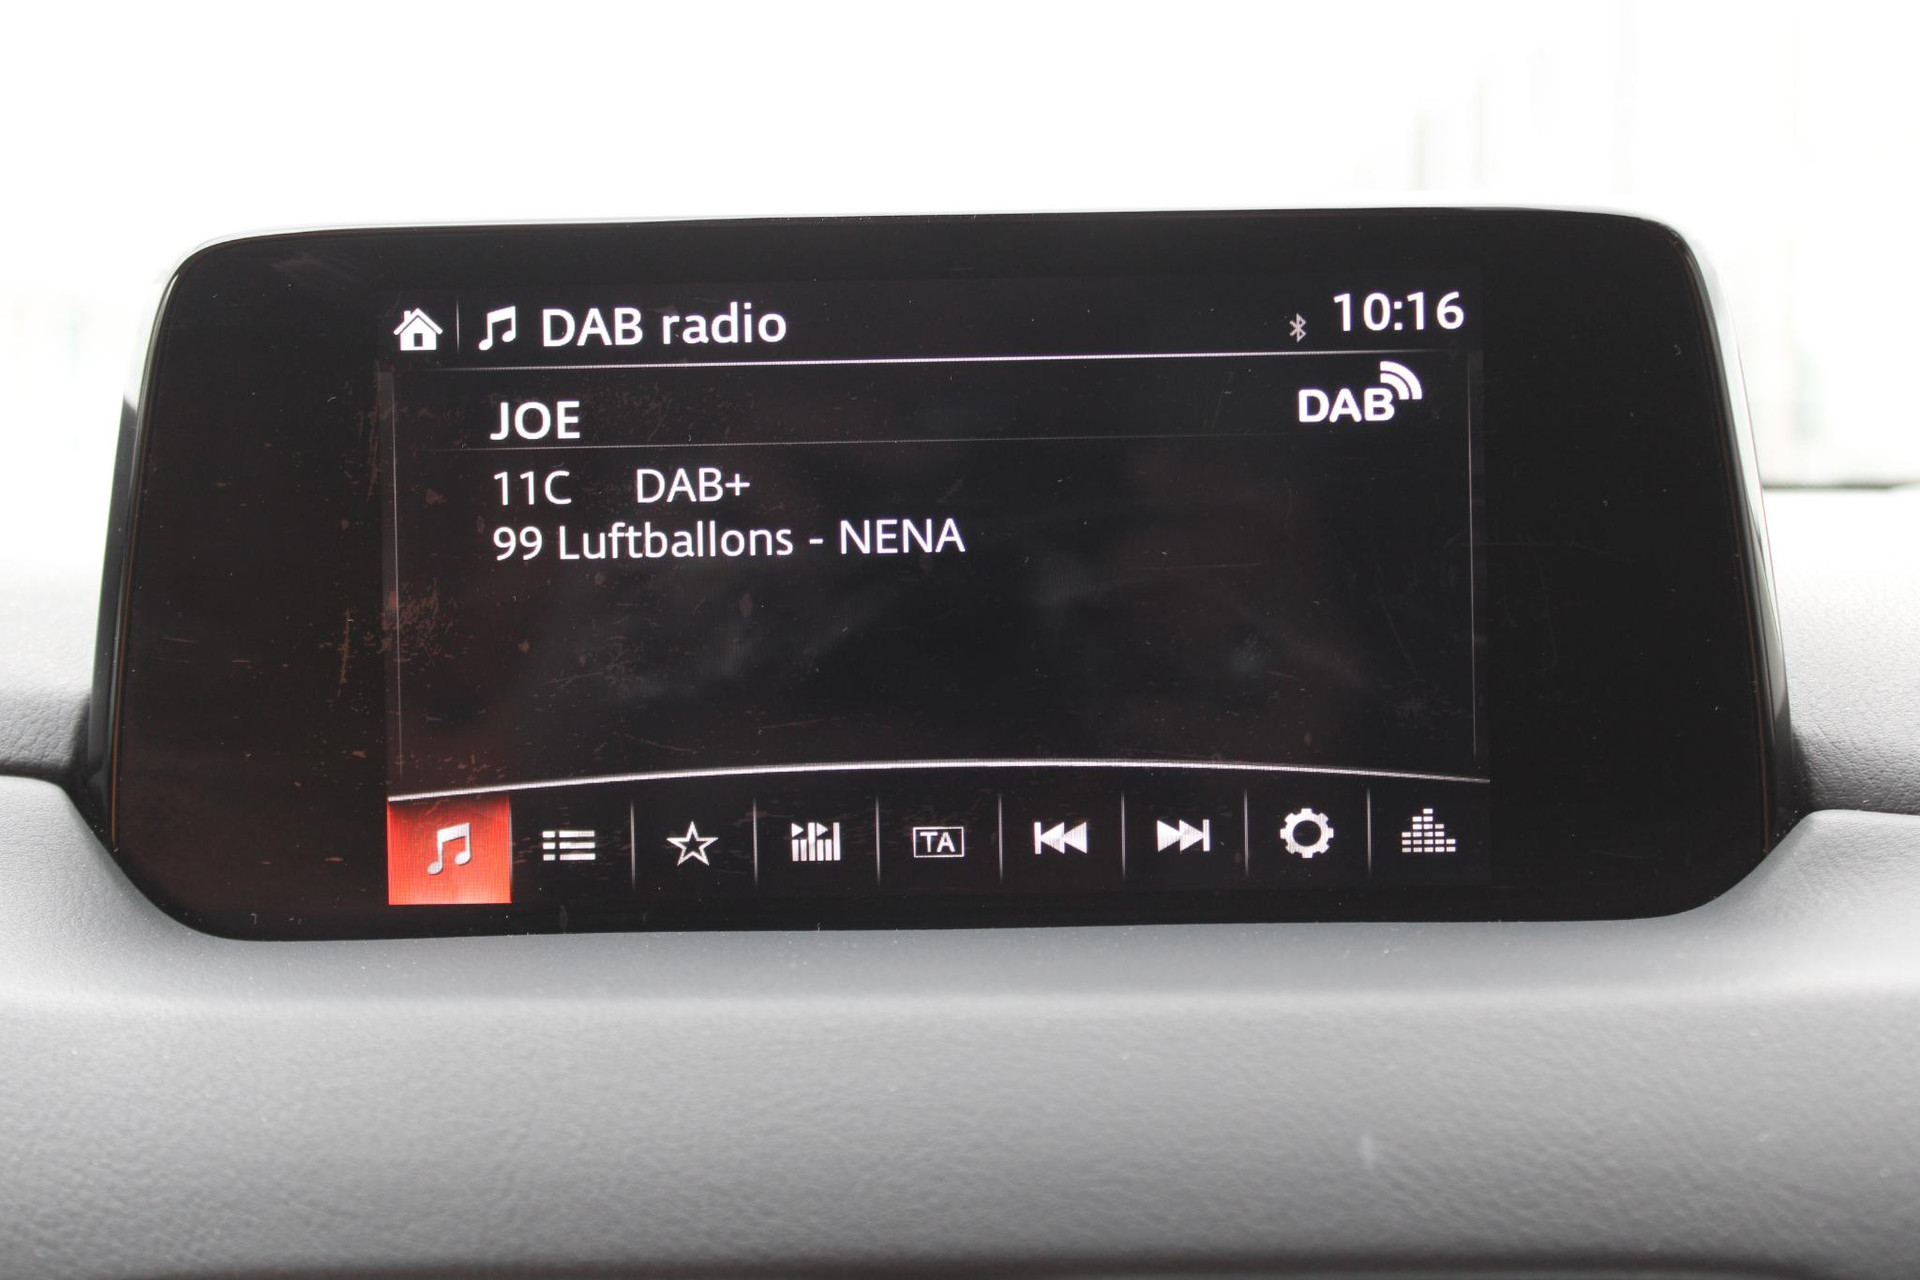 DAB radio 10:16
JOE DAB
11C DAB+
99 Luftballons - NENA
TA